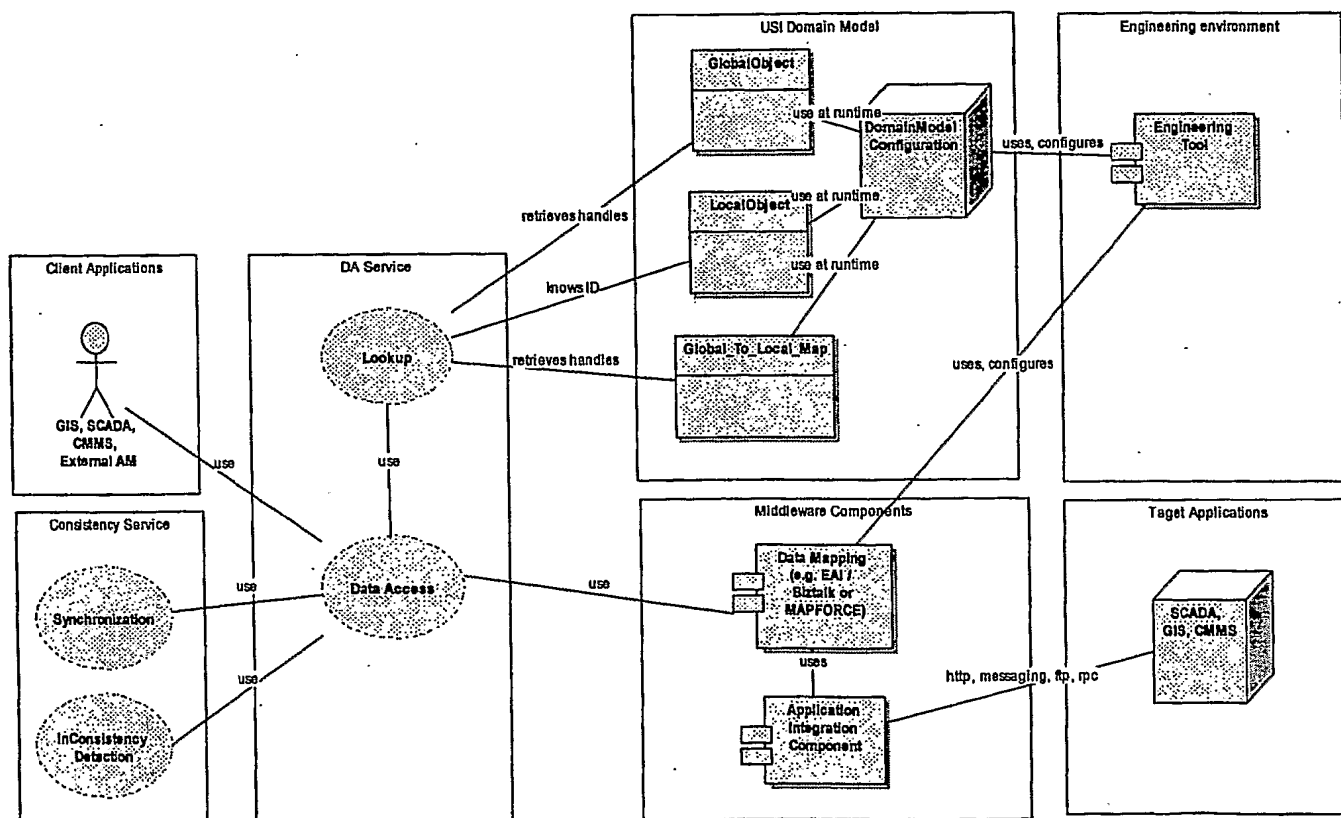 USI Domain Model
Engineering environment
GlobalObject
use at runtime
DomainModel
Configuration
uses, configures
Engineering
Tool
LocalObject
use at runtime
retrieves handles
use at runtime
Client Applications
DA Service
knows ID
Lookup
retrieves handles
Global_To_Local_Map
uses, configures
GIS, SCADA,
CMMS,
External AM
use
use
Consistency Service
Middleware Components
Taget Applications
Data Mapping
(e.g. EAI /
Biztalk or
MAPFORCE)
use
Synchronization
use
Data Access
SCADA,
GIS, CMMS
uses
http, messaging, ftp, rpc
use
Application
Integration
Component
InConsistency
Detection